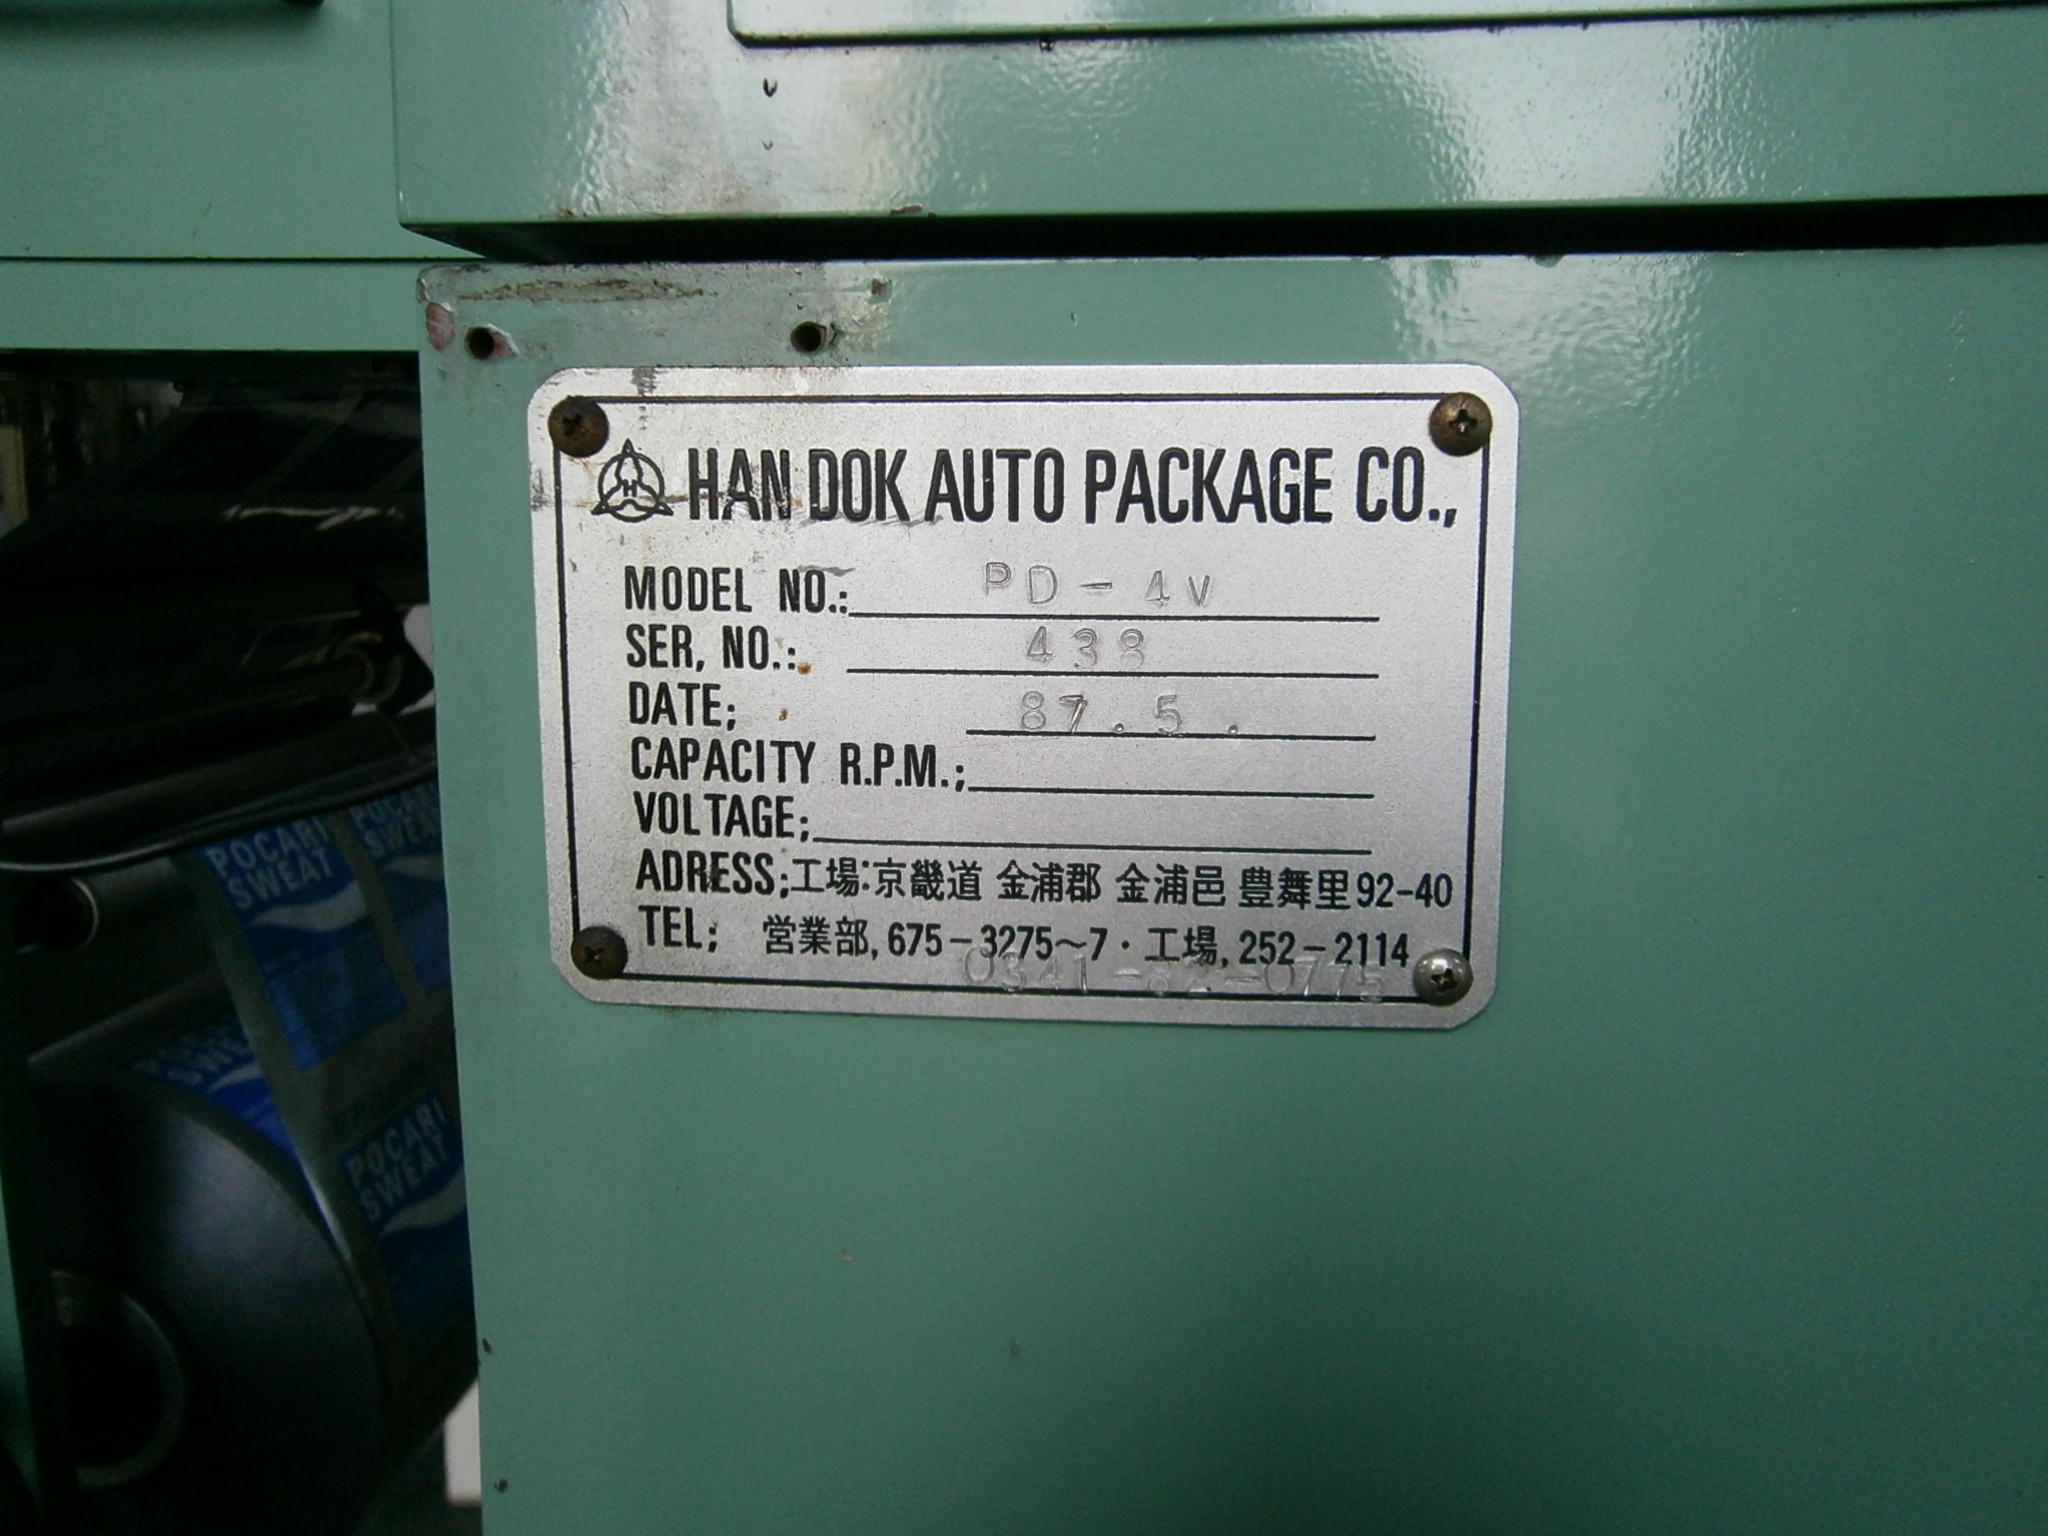 HAN DOK AUTO PACKAGE CO.,
MODEL NO.: PD-4V
SER, NO.: 438
DATE; 87.5.
CAPACITY R.P.M.;
VOLTAGE;
ADRESS;工場:京畿道 金浦郡 金浦邑 豊舞里92-40
TEL; 営業部, 675-3275~7・工場, 252-2114
0341-82-0775
POCARI
SWEAT
POCARI
SWEAT
POCARI
SWEAT